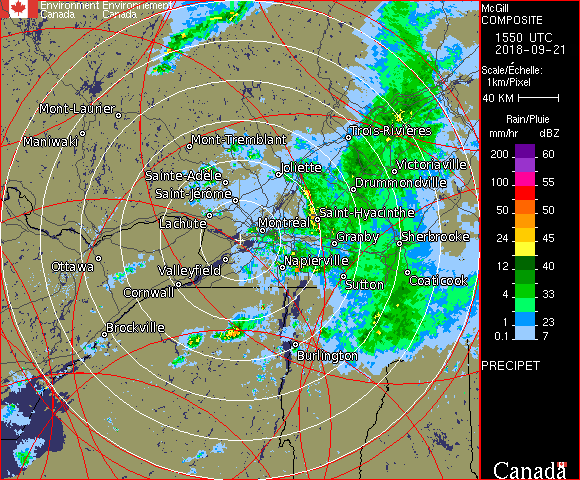 Environment Environnement
Canada Canada
McGill
COMPOSITE
1550 UTC
2018-09-21
Scale/Échelle:
1km/Pixel
40 KM
Rain/Pluie
mm/hr dBZ
200 60
100 55
50 50
24 45
12 40
4 33
1 23
0.1 7
PRECIPET
Canada
Mont-Laurier
Maniwaki
Mont-Tremblant
Trois-Rivières
Joliette
Victoriaville
Sainte-Adèle
Drummondville
Saint-Jérôme
Saint-Hyacinthe
Lachute
Montréal
Granby
Sherbrooke
Ottawa
Valleyfield
Napierville
Coaticook
Sutton
Cornwall
Brockville
Burlington